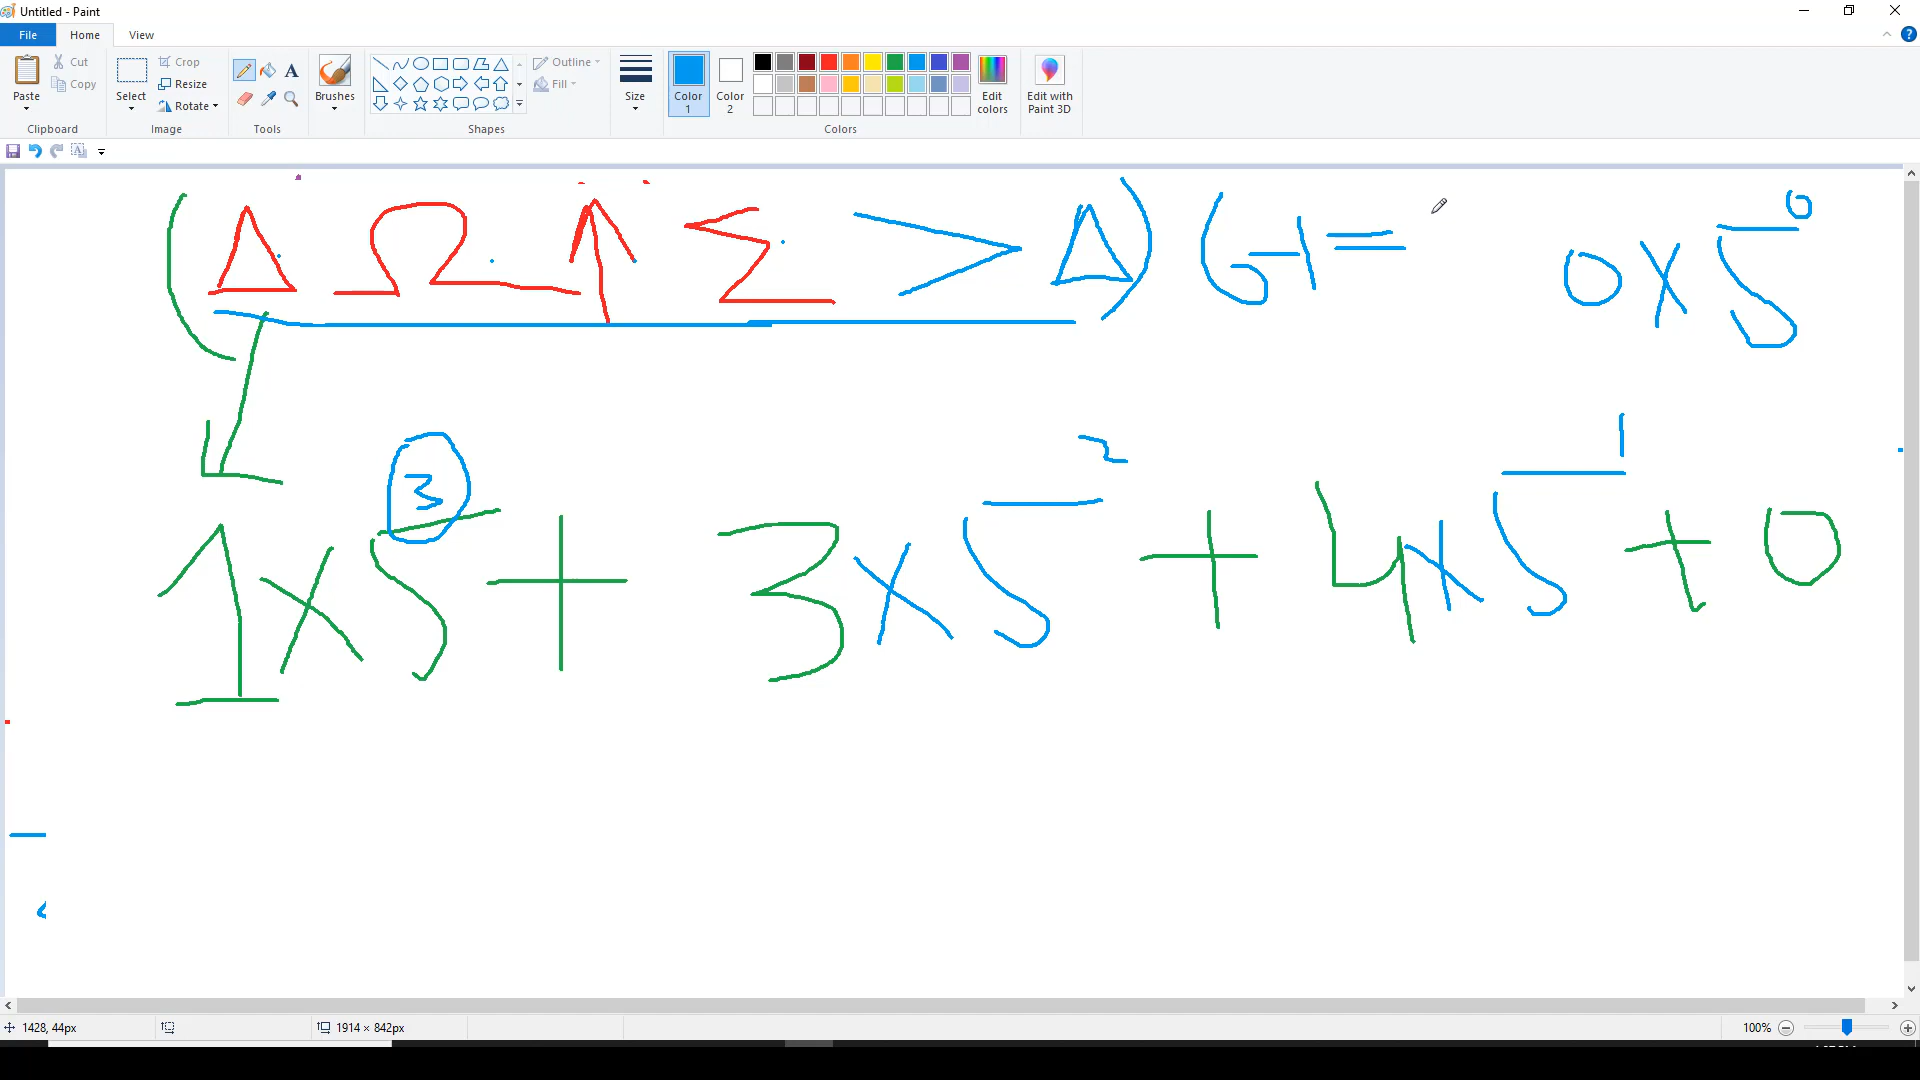 Untitled - Paint
File Home View
Paste Cut Copy Select Crop Resize Rotate Brushes Outline Fill Size Color 1 Color 2 Edit colors Edit with Paint 3D
Clipboard Image Tools Shapes Colors
(Δ Ω ↑ Σ > Δ) G-1 =
0x5⁰
1x5³ + 3x5² + 4x5¹ + 0
1428, 44px 1914 × 842px 100%